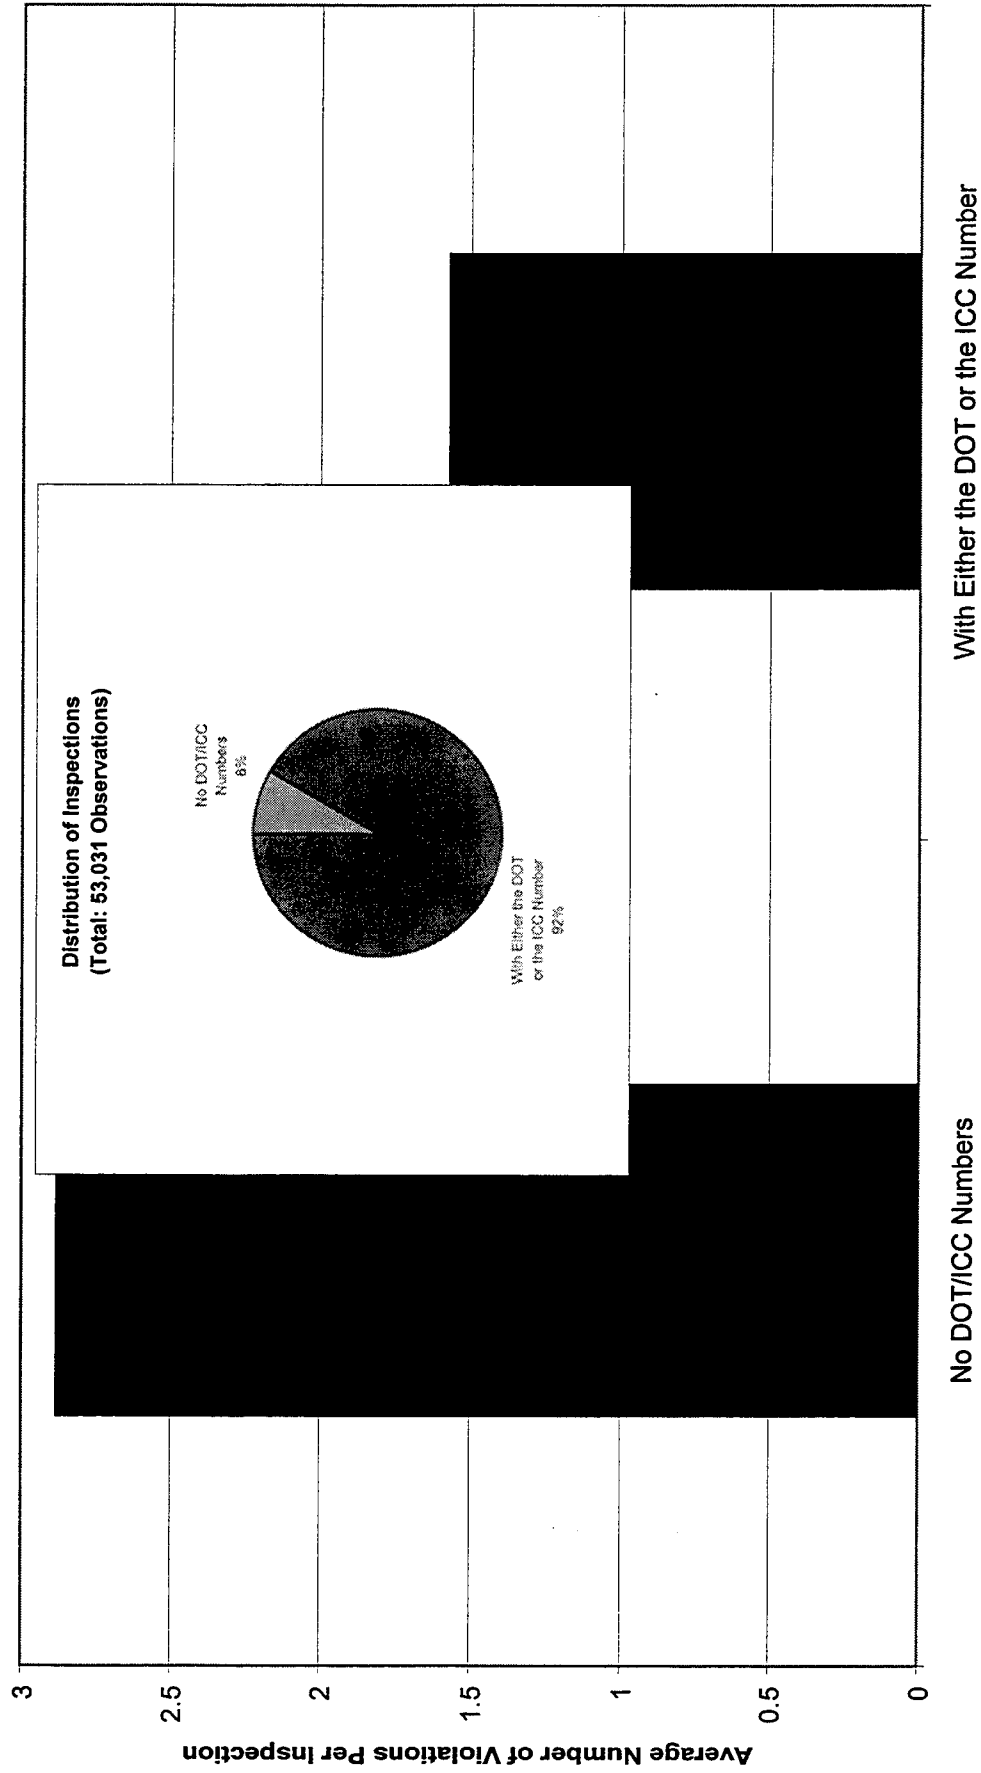 Average Number of Violations Per Inspection
3
2.5
2
1.5
1
0.5
0
Distribution of Inspections
(Total: 53,031 Observations)
No DOT/ICC
Numbers
8%
With Either the DOT
or the ICC Number
92%
No DOT/ICC Numbers
With Either the DOT or the ICC Number